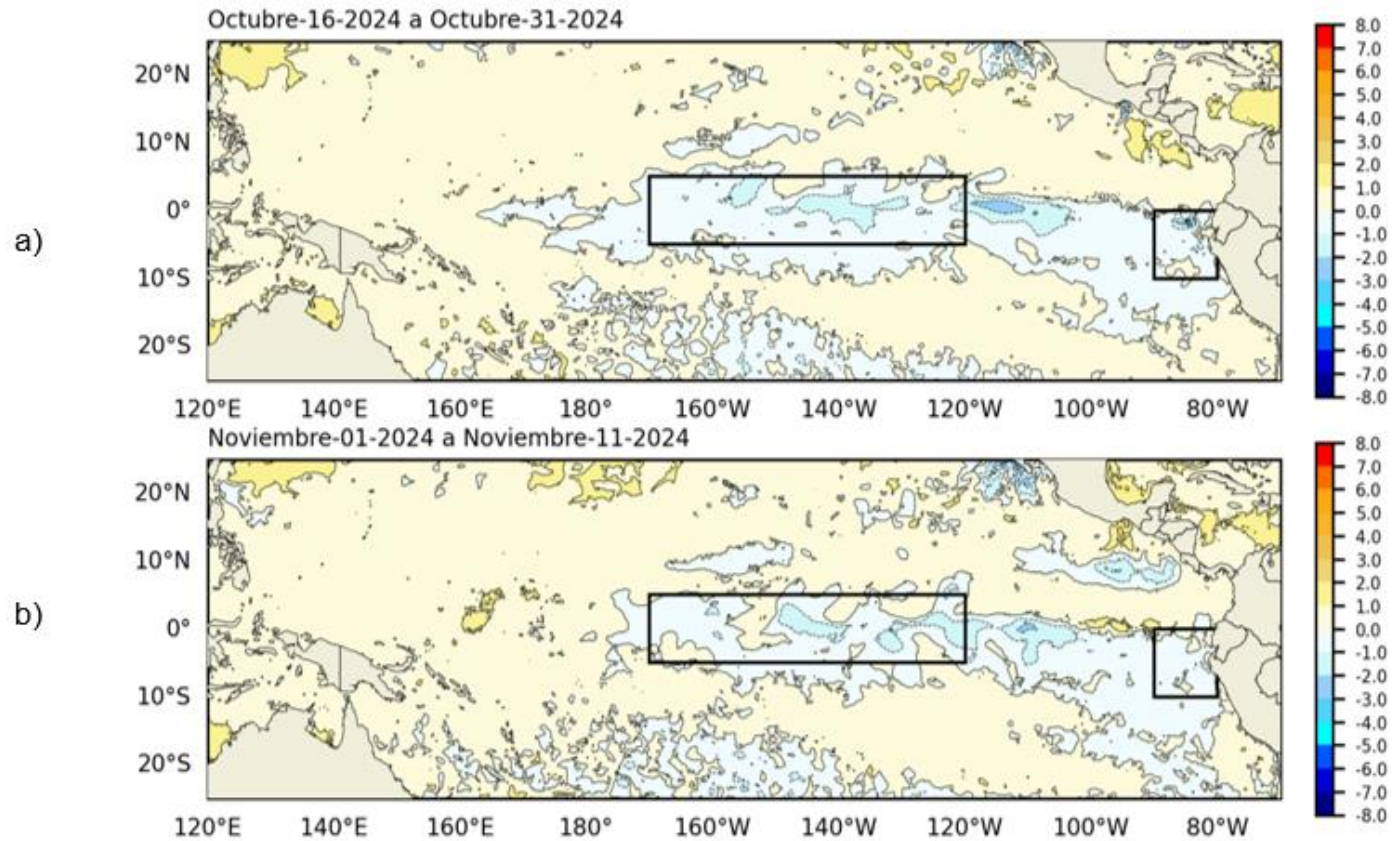 Octubre-16-2024 a Octubre-31-2024
a)
20°N
10°N
0°
10°S
20°S
120°E 140°E 160°E 180° 160°W 140°W 120°W 100°W 80°W
8.0
7.0
6.0
5.0
4.0
3.0
2.0
1.0
0.0
-1.0
-2.0
-3.0
-4.0
-5.0
-6.0
-7.0
-8.0
Noviembre-01-2024 a Noviembre-11-2024
b)
20°N
10°N
0°
10°S
20°S
120°E 140°E 160°E 180° 160°W 140°W 120°W 100°W 80°W
8.0
7.0
6.0
5.0
4.0
3.0
2.0
1.0
0.0
-1.0
-2.0
-3.0
-4.0
-5.0
-6.0
-7.0
-8.0